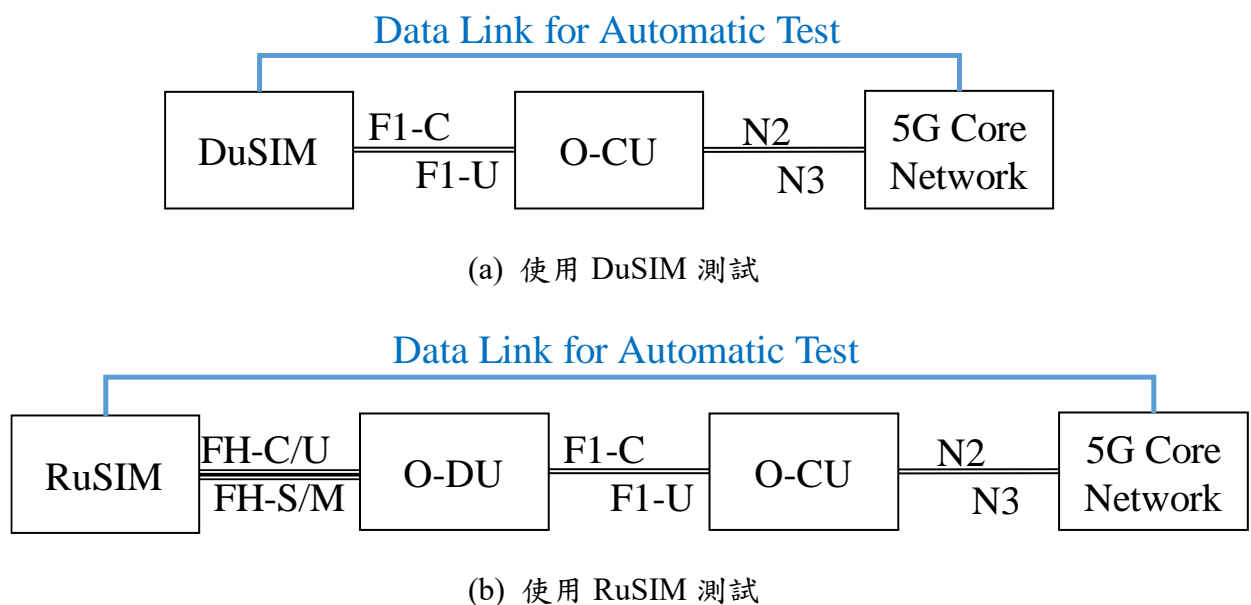 Data Link for Automatic Test
DuSIM
F1-C
F1-U
O-CU
N2
N3
5G Core
Network
(a) 使用 DuSIM 測試
Data Link for Automatic Test
RuSIM
FH-C/U
FH-S/M
O-DU
F1-C
F1-U
O-CU
N2
N3
5G Core
Network
(b) 使用 RuSIM 測試